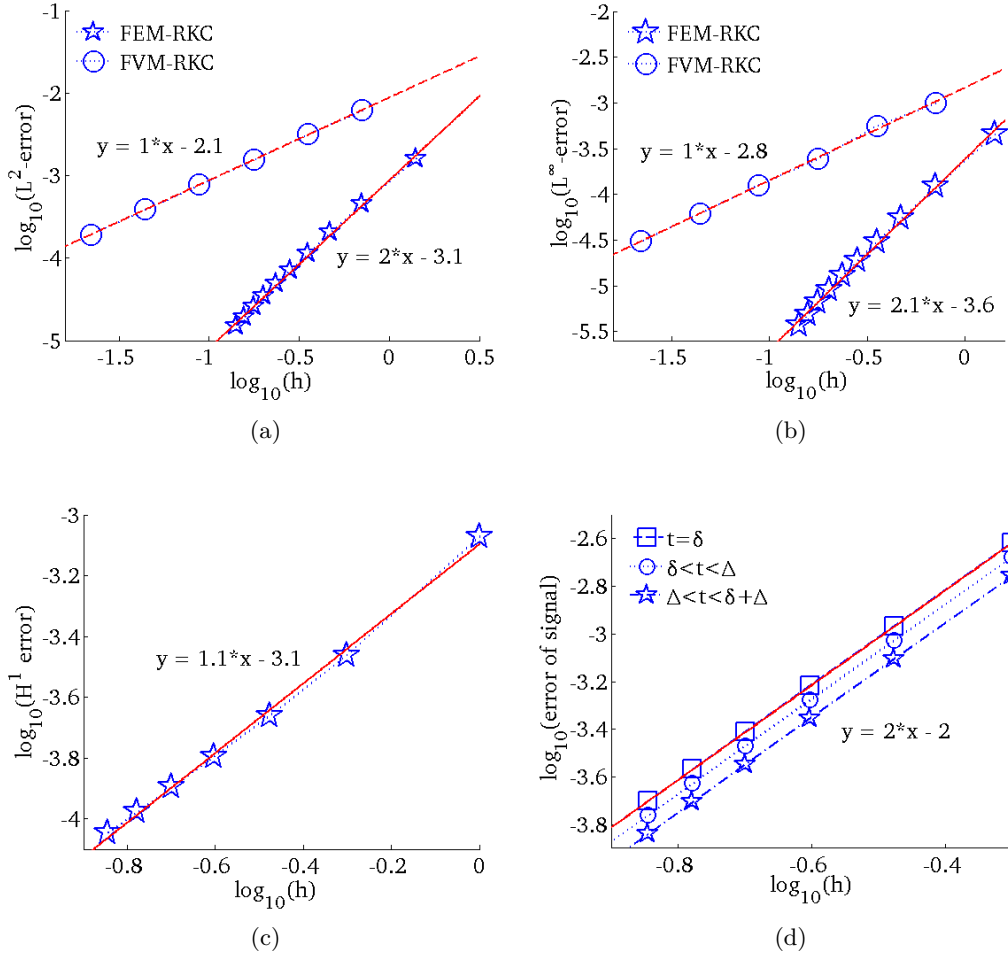 -1
-2
-3
-4
-5
log10(L2-error)
FEM-RKC
FVM-RKC
y = 1*x - 2.1
y = 2*x - 3.1
-1.5 -1 -0.5 0 0.5
log10(h)
(a)
-2
-2.5
-3
-3.5
-4
-4.5
-5
-5.5
log10(L∞-error)
FEM-RKC
FVM-RKC
y = 1*x - 2.8
y = 2.1*x - 3.6
-1.5 -1 -0.5 0
log10(h)
(b)
-3
-3.2
-3.4
-3.6
-3.8
-4
log10(H1 error)
y = 1.1*x - 3.1
-0.8 -0.6 -0.4 -0.2 0
log10(h)
(c)
-2.6
-2.8
-3
-3.2
-3.4
-3.6
-3.8
log10(error of signal)
t=δ
δ<t<Δ
Δ<t<δ+Δ
y = 2*x - 2
-0.8 -0.6 -0.4
log10(h)
(d)